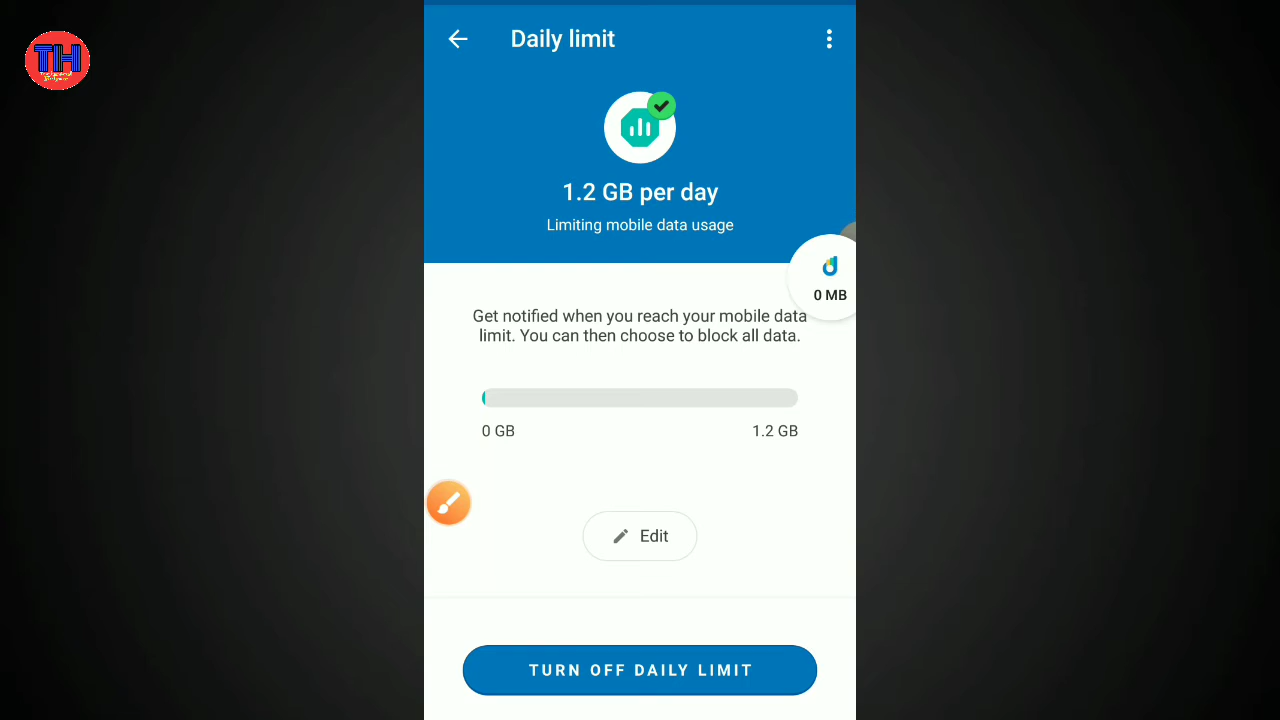 TH
Daily limit
1.2 GB per day
Limiting mobile data usage
0 MB
Get notified when you reach your mobile data
limit. You can then choose to block all data.
0 GB
1.2 GB
Edit
TURN OFF DAILY LIMIT